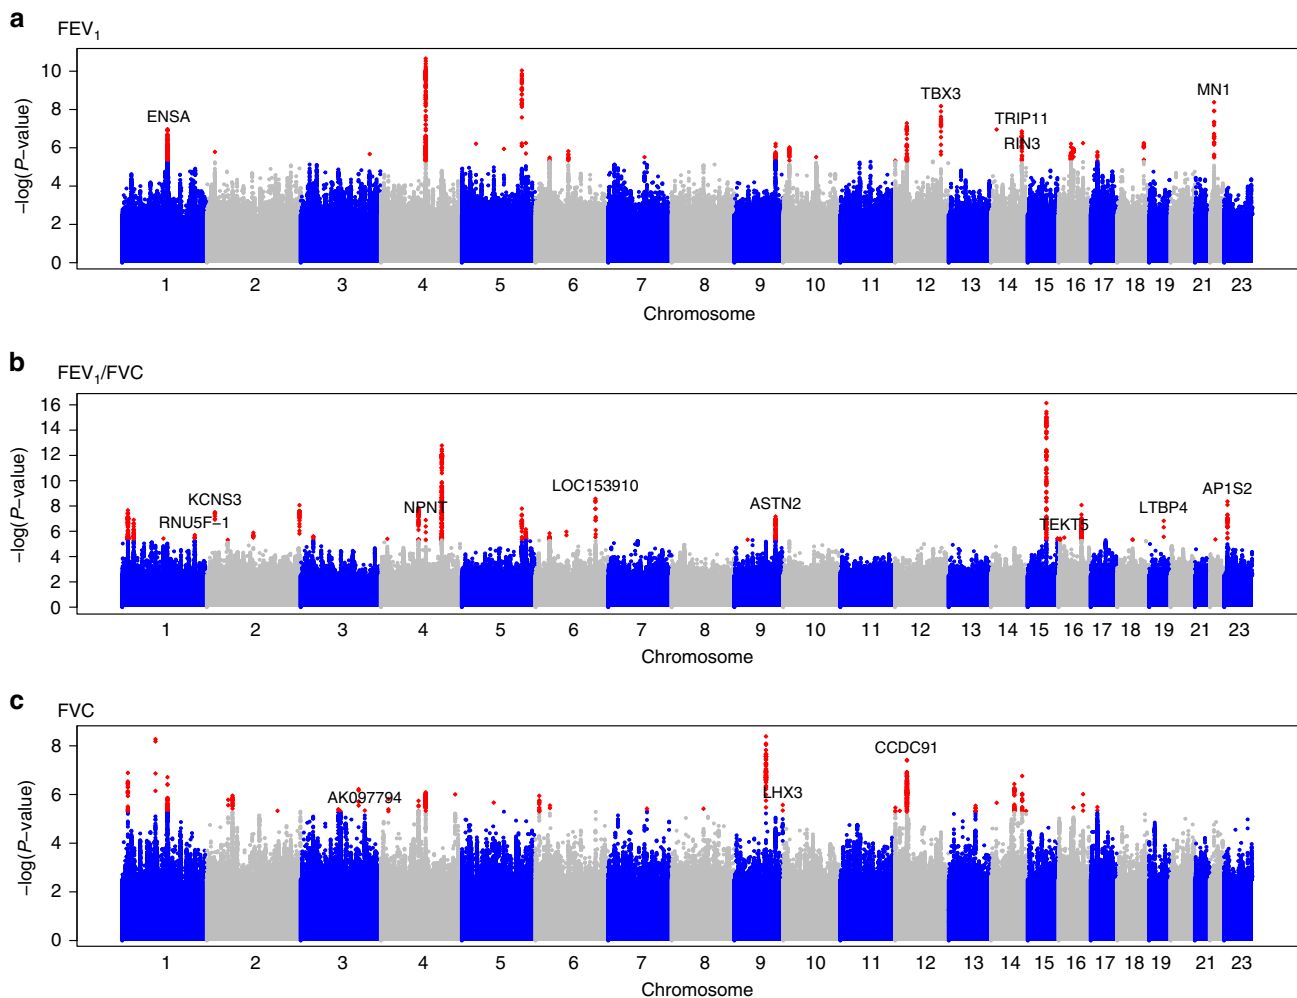 a
FEV1
−log(P−value)
10
8
6
4
2
0
ENSA
TBX3
TRIP11
RIN3
MN1
1 2 3 4 5 6 7 8 9 10 11 12 13 14 15 16 17 18 19 21 23
Chromosome
b
FEV1/FVC
−log(P−value)
16
14
12
10
8
6
4
2
0
KCNS3
RNU5F−1
NPNT
LOC153910
ASTN2
TEKT5
LTBP4
AP1S2
1 2 3 4 5 6 7 8 9 10 11 12 13 14 15 16 17 18 19 21 23
Chromosome
c
FVC
−log(P−value)
8
6
4
2
0
AK097794
LHX3
CCDC91
1 2 3 4 5 6 7 8 9 10 11 12 13 14 15 16 17 18 19 21 23
Chromosome